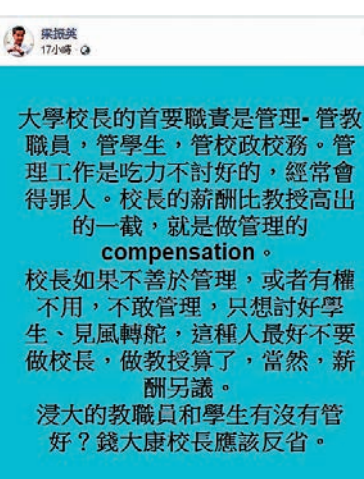 梁振英
17小時
大學校長的首要職責是管理- 管教
職員，管學生，管校政校務。管
理工作是吃力不討好的，經常會
得罪人。校長的薪酬比教授高出
的一截，就是做管理的
compensation。
校長如果不善於管理，或者有權
不用，不敢管理，只想討好學
生、見風轉舵，這種人最好不要
做校長，做教授算了，當然，薪
酬另議。
浸大的教職員和學生有沒有管
好？錢大康校長應該反省。